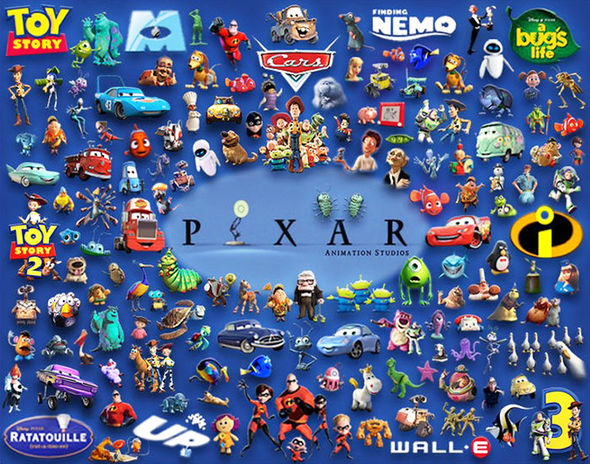 TOY
STORY
M
Cars
FINDING
NEMO
Disney · PIXAR
a
bug's
life
43
PIXAR
ANIMATION STUDIOS
TOY
STORY
2
i
Disney · PIXAR
RATATOUILLE
UP
WALL•E
3